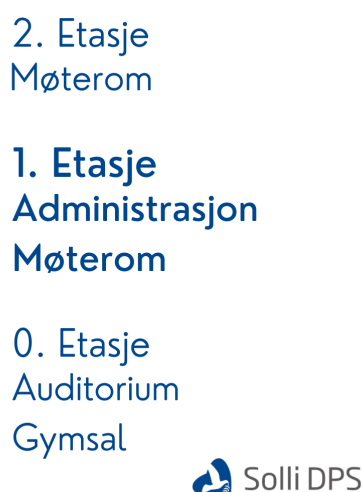 2. Etasje
Møterom
1. Etasje
Administrasjon
Møterom
0. Etasje
Auditorium
Gymsal
Solli DPS